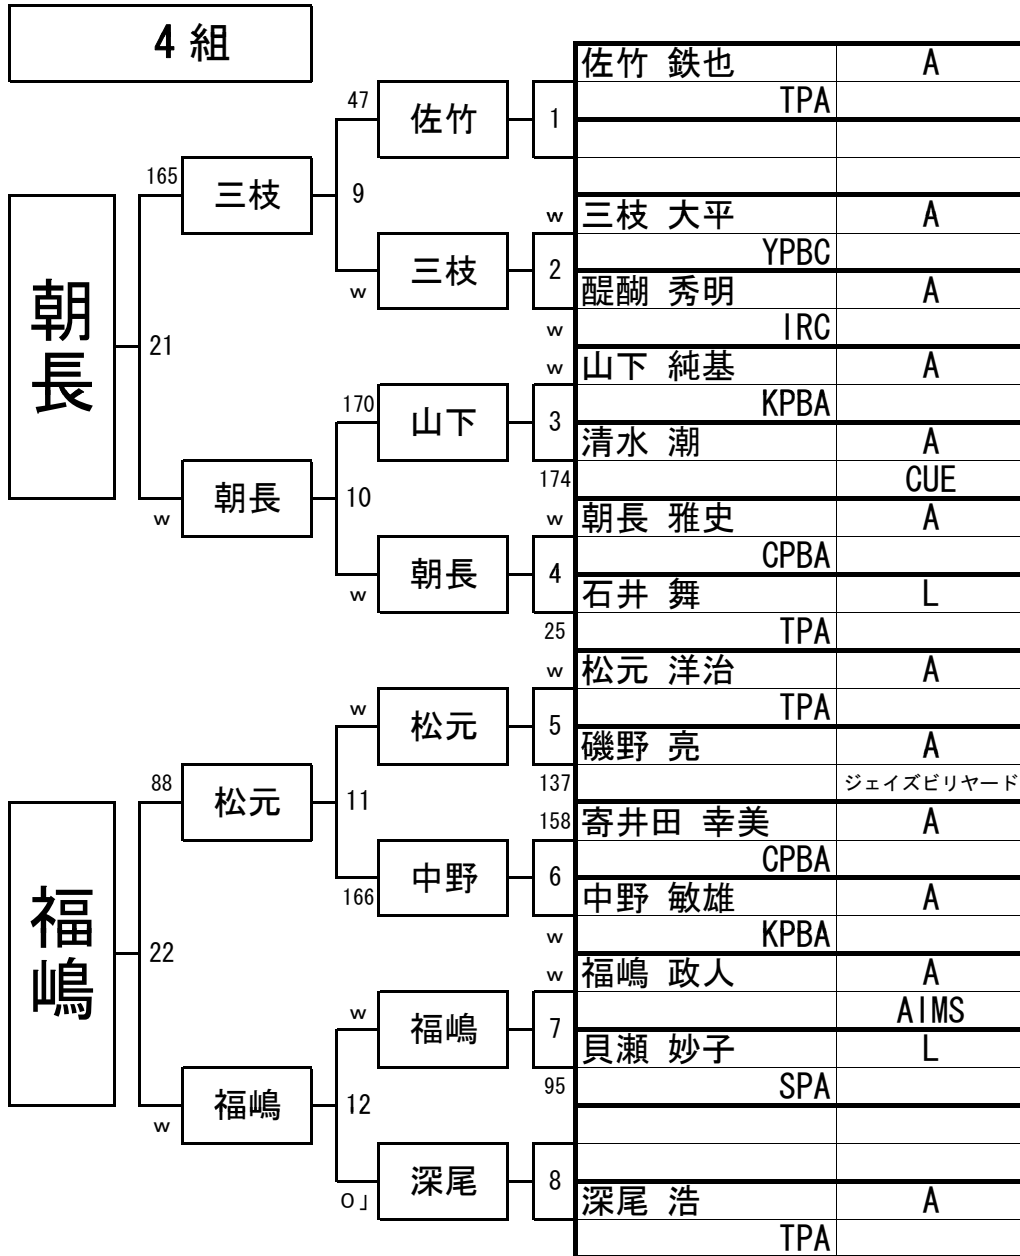 4 組
佐竹 鉄也 A
TPA
47
佐竹
1
165
三枝
9
w
三枝 大平 A
YPBC
三枝
2
w
醍醐 秀明 A
w
IRC
朝長
21
w
山下 純基 A
KPBA
170
山下
3
清水 潮 A
174
CUE
朝長
10
w
w
朝長 雅史 A
CPBA
朝長
4
w
石井 舞 L
25
TPA
w
松元 洋治 A
TPA
w
松元
5
磯野 亮 A
137
ジェイズビリヤード
88
松元
11
158
寄井田 幸美 A
CPBA
中野
6
166
中野 敏雄 A
w
KPBA
福嶋
22
w
福嶋 政人 A
AIMS
w
福嶋
7
貝瀬 妙子 L
95
SPA
福嶋
12
w
深尾
8
O」
深尾 浩 A
TPA